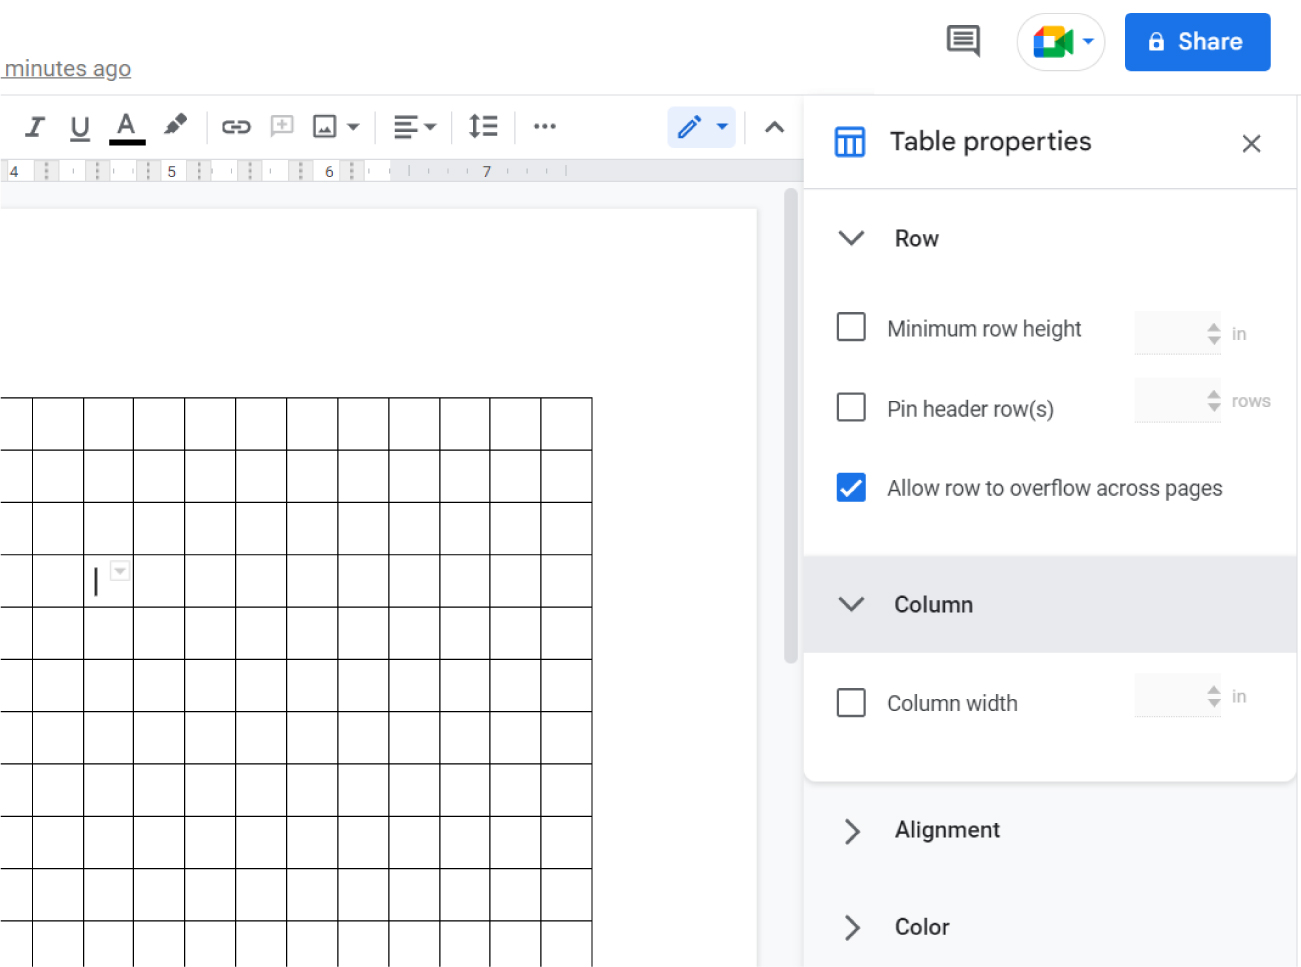 minutes ago
Share
A
4 5 6 7
Table properties
Row
Minimum row height in
Pin header row(s) rows
Allow row to overflow across pages
Column
Column width in
Alignment
Color